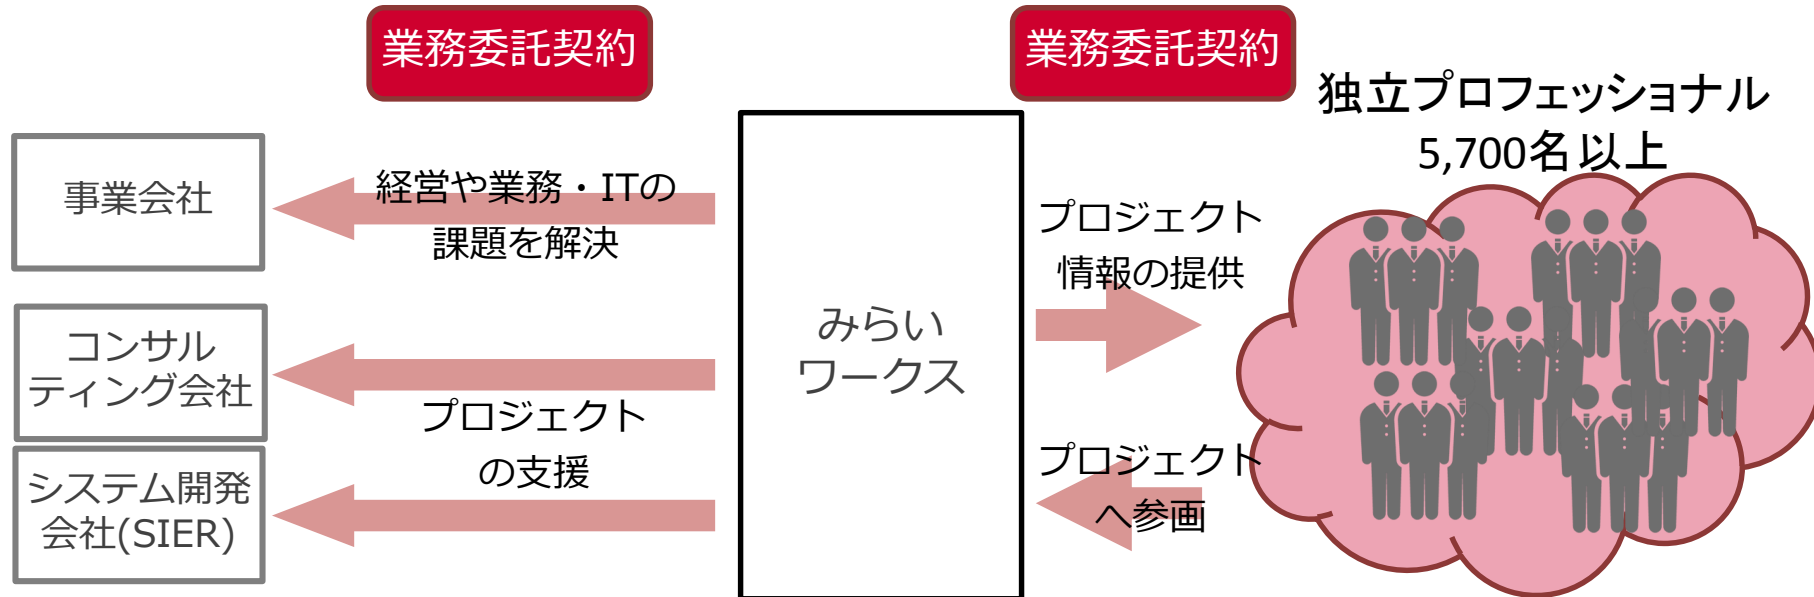 業務委託契約
業務委託契約
独立プロフェッショナル
5,700名以上
事業会社
経営や業務・ITの
課題を解決
コンサル
ティング会社
プロジェクト
の支援
システム開発
会社(SIER)
みらい
ワークス
プロジェクト
情報の提供
プロジェクト
へ参画